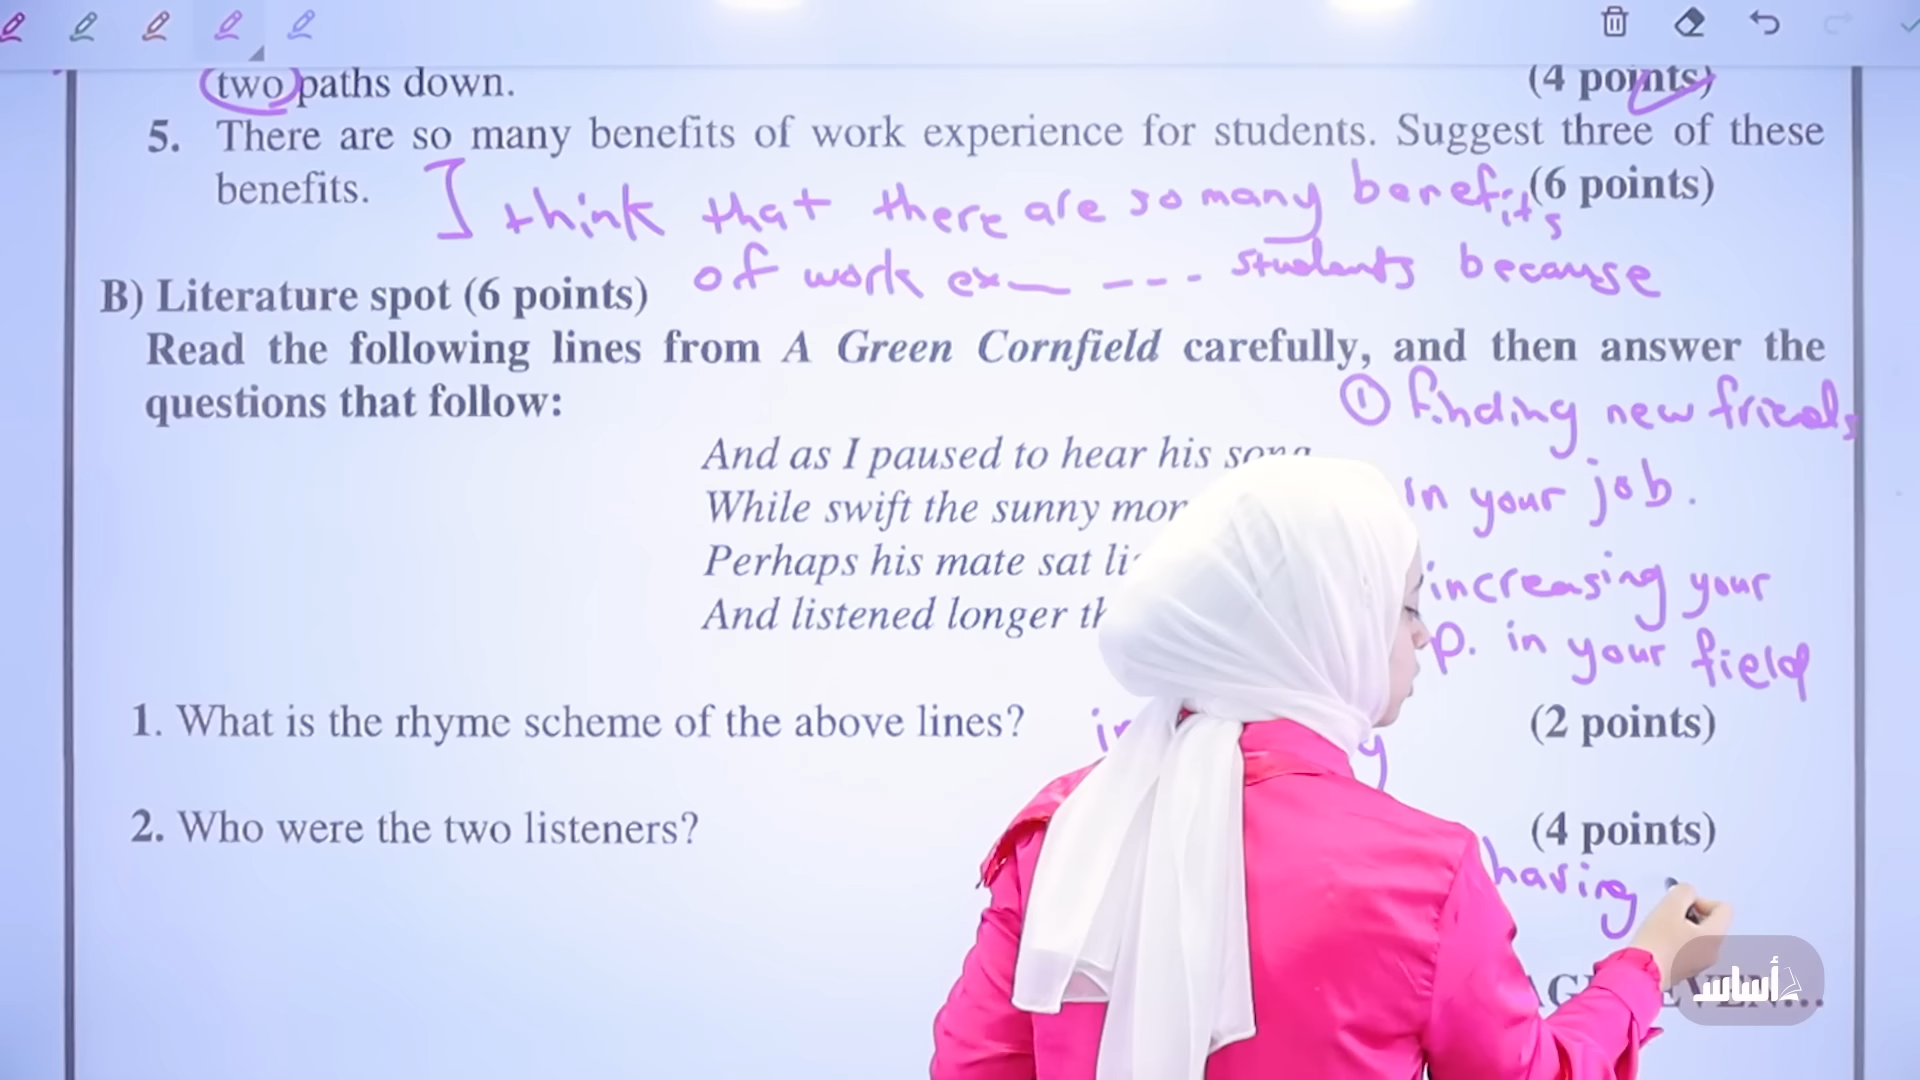 two paths down. (4 points)
5. There are so many benefits of work experience for students. Suggest three of these
benefits. (6 points)
I think that there are so many benefits
of work ex___ --- students because
B) Literature spot (6 points)
Read the following lines from A Green Cornfield carefully, and then answer the
questions that follow:
① finding new friends
in your job.
And as I paused to hear his song
While swift the sunny
Perhaps his mate sat
And listened longer
increasing your
p. in your field
1. What is the rhyme scheme of the above lines? (2 points)
2. Who were the two listeners? (4 points)
having
أساس